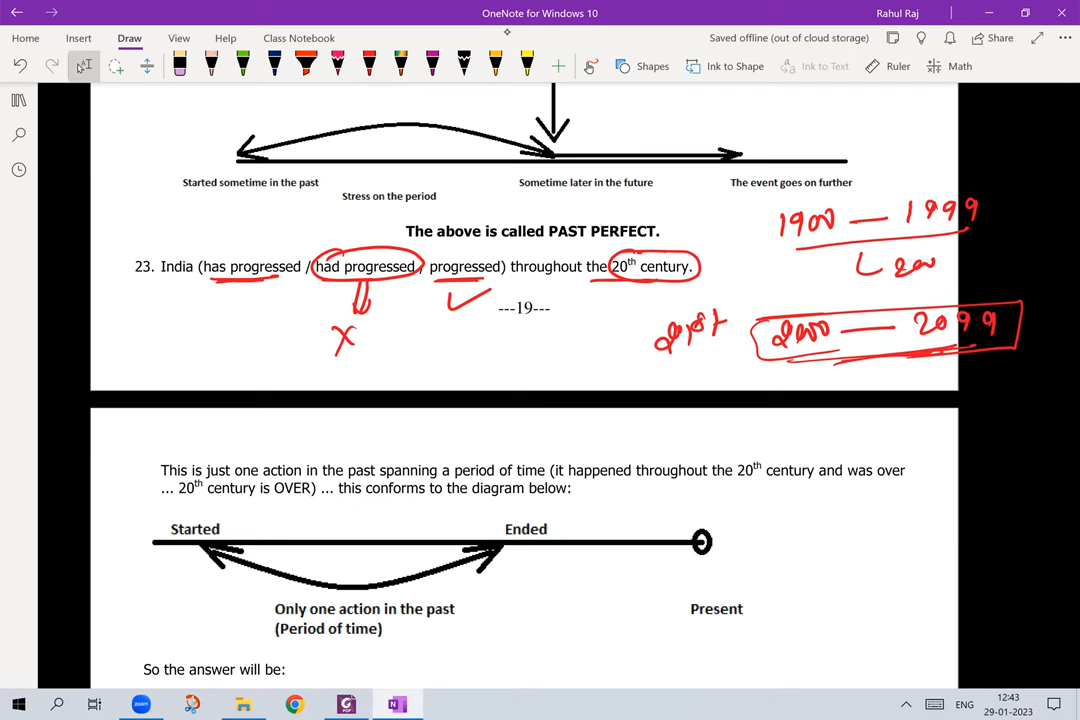 OneNote for Windows 10
Rahul Raj
Home Insert Draw View Help Class Notebook
Saved offline (out of cloud storage) Share
Shapes Ink to Shape Ink to Text Ruler Math
Started sometime in the past Sometime later in the future The event goes on further
Stress on the period
The above is called PAST PERFECT.
1900 — 1999
23. India (has progressed / had progressed / progressed) throughout the 20th century.
---19---
X
2000 — 2099
This is just one action in the past spanning a period of time (it happened throughout the 20th century and was over
... 20th century is OVER) ... this conforms to the diagram below:
Started Ended
Only one action in the past Present
(Period of time)
So the answer will be:
zoom
PDF
N
ENG
12:43
29-01-2023